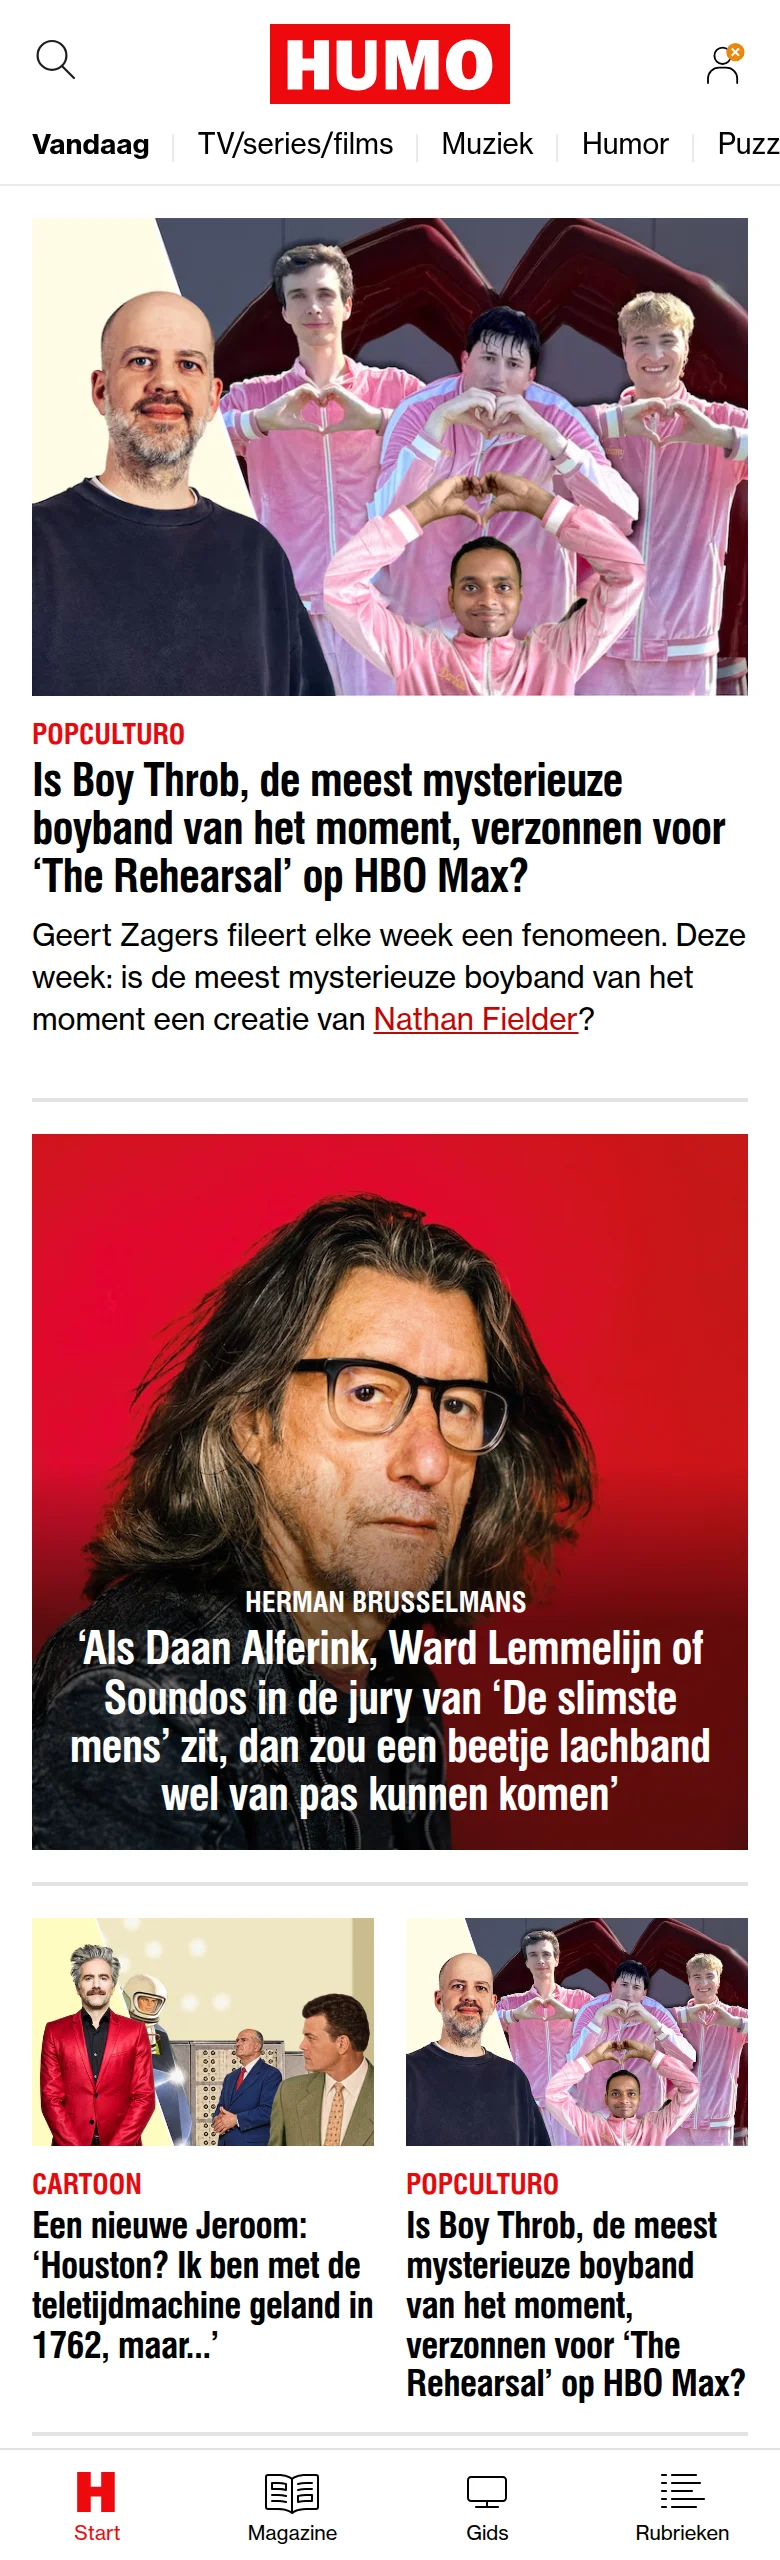 HUMO
Vandaag
TV/series/films
Muziek
Humor
Puzz
POPCULTURO
Is Boy Throb, de meest mysterieuze
boyband van het moment, verzonnen voor
‘The Rehearsal’ op HBO Max?
Geert Zagers fileert elke week een fenomeen. Deze
week: is de meest mysterieuze boyband van het
moment een creatie van Nathan Fielder?
HERMAN BRUSSELMANS
‘Als Daan Alferink, Ward Lemmelijn of
Soundos in de jury van ‘De slimste
mens’ zit, dan zou een beetje lachband
wel van pas kunnen komen’
CARTOON
Een nieuwe Jeroom:
‘Houston? Ik ben met de
teletijdmachine geland in
1762, maar...’
POPCULTURO
Is Boy Throb, de meest
mysterieuze boyband
van het moment,
verzonnen voor ‘The
Rehearsal’ op HBO Max?
H
Start
Magazine
Gids
Rubrieken